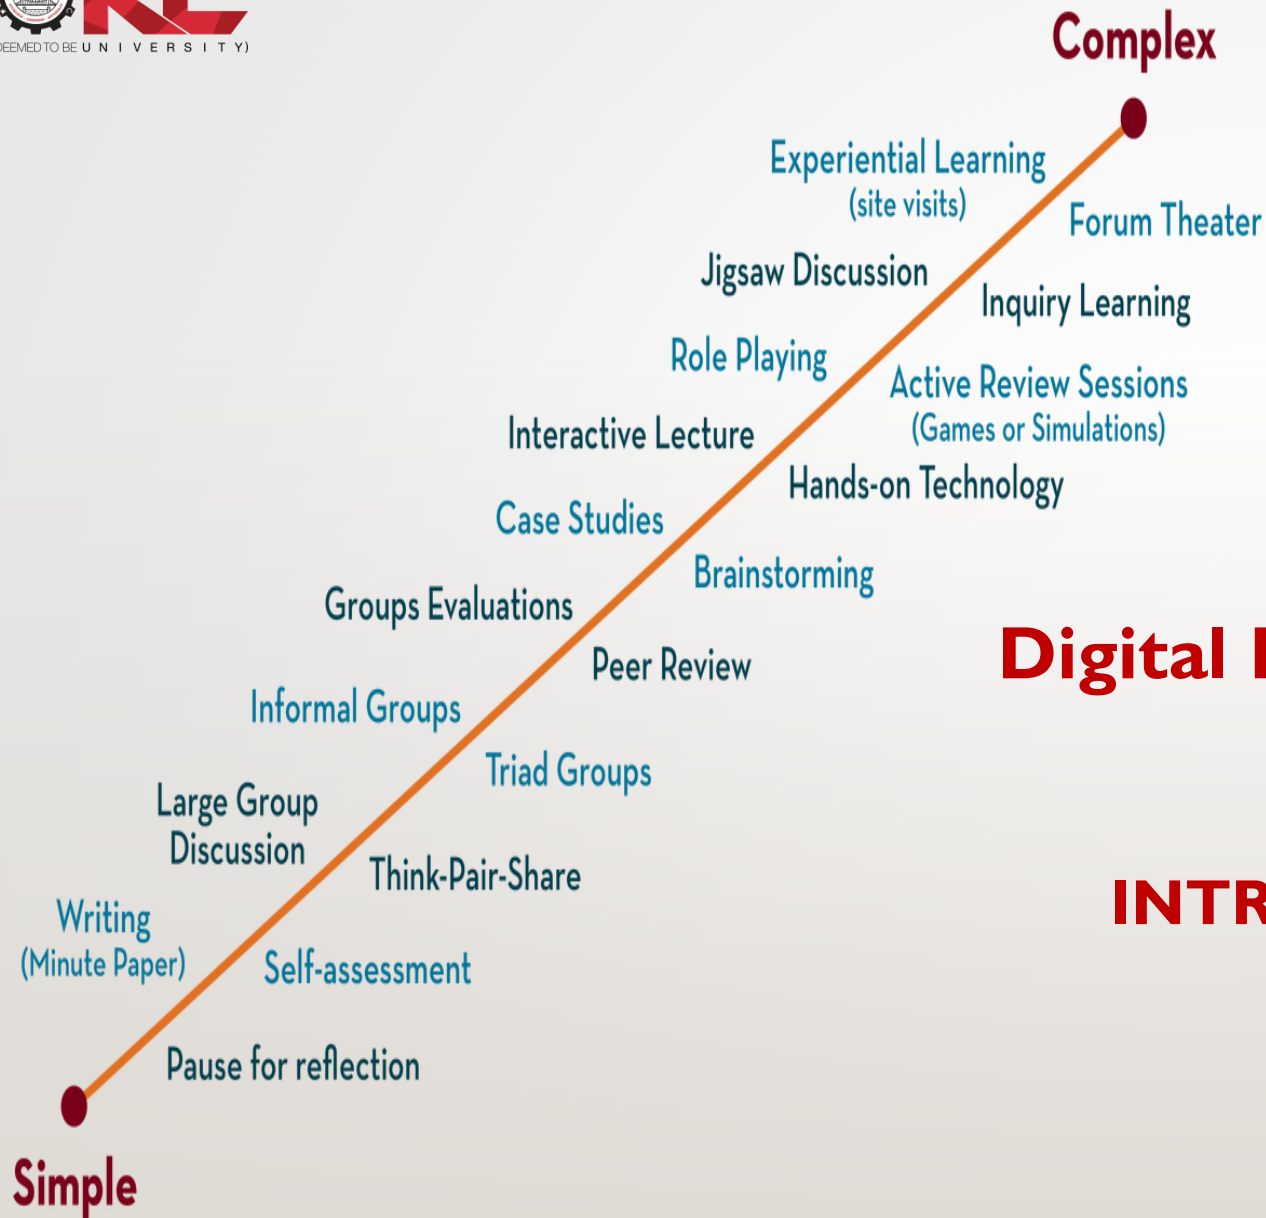 KL
DEEMED TO BE UNIVERSITY)
Complex
Experiential Learning
(site visits)
Forum Theater
Jigsaw Discussion
Inquiry Learning
Role Playing
Active Review Sessions
(Games or Simulations)
Interactive Lecture
Hands-on Technology
Case Studies
Brainstorming
Groups Evaluations
Digital
Peer Review
Informal Groups
Triad Groups
Large Group
Discussion
Think-Pair-Share
INTR
Writing
(Minute Paper)
Self-assessment
Pause for reflection
Simple